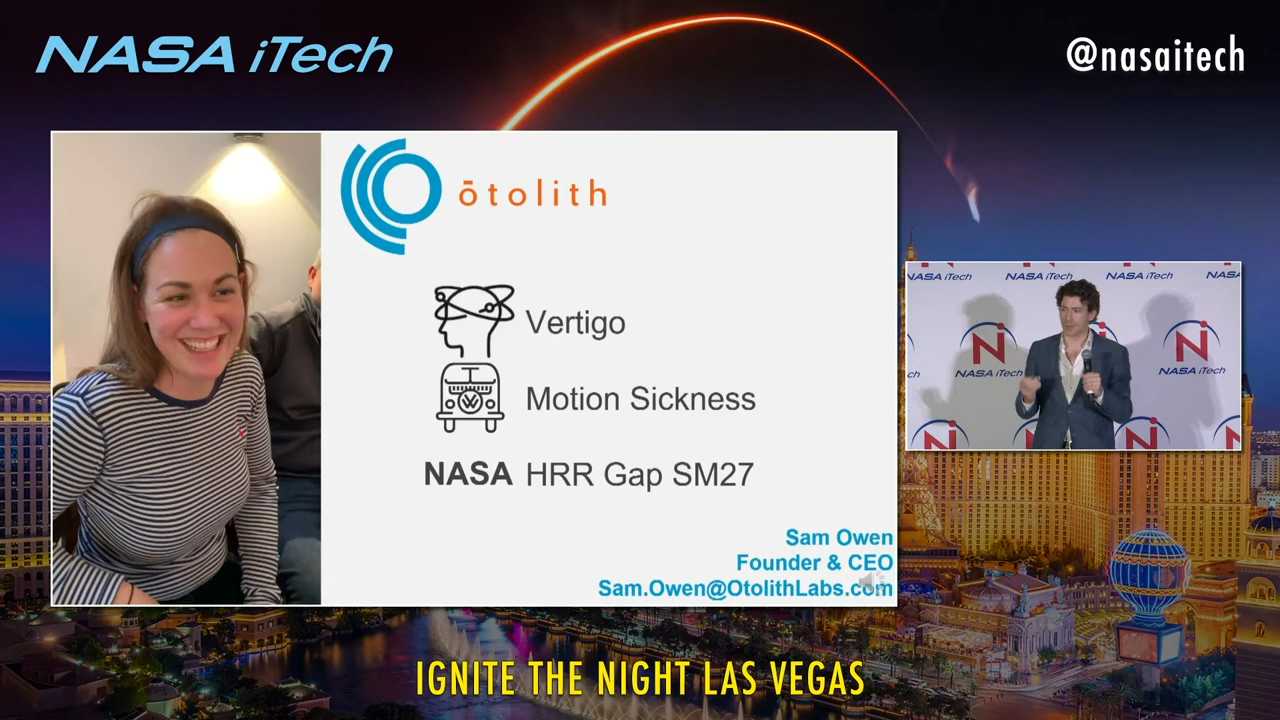 NASA iTech
@nasaitech
ōtolith
Vertigo
Motion Sickness
NASA HRR Gap SM27
Sam Owen
Founder & CEO
Sam.Owen@OtolithLabs.com
NASA iTech
NASA iTech
NASA iTech
NASA
N
NASA iTech
N
NASA iTech
IGNITE THE NIGHT LAS VEGAS